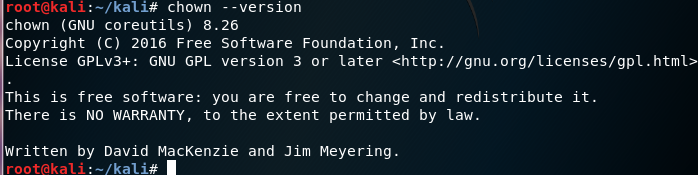 root@kali:~/kali# chown --version
chown (GNU coreutils) 8.26
Copyright (C) 2016 Free Software Foundation, Inc.
License GPLv3+: GNU GPL version 3 or later <http://gnu.org/licenses/gpl.html>
.
This is free software: you are free to change and redistribute it.
There is NO WARRANTY, to the extent permitted by law.

Written by David MacKenzie and Jim Meyering.
root@kali:~/kali#